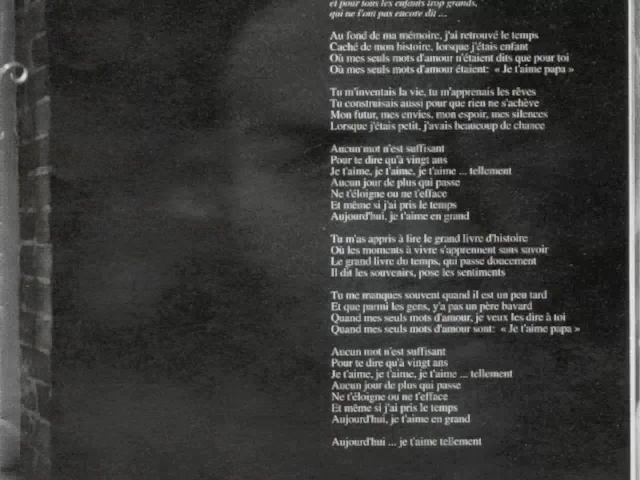 et pour tous les enfants trop grands,
qui ne l'ont pas encore dit ...
Au fond de ma mémoire, j'ai retrouvé le temps
Caché de mon histoire, lorsque j'étais enfant
Où mes seuls mots d'amour n'étaient dits que pour toi
Où mes seuls mots d'amour étaient: « Je t'aime papa »
Tu m'inventais la vie, tu m'apprenais les rêves
Tu construisais aussi pour que rien ne s'achève
Mon futur, mes envies, mon espoir, mes silences
Lorsque j'étais petit, j'avais beaucoup de chance
Aucun mot n'est suffisant
Pour te dire qu'à vingt ans
Je t'aime, je t'aime, je t'aime ... tellement
Aucun jour de plus qui passe
Ne t'éloigne ou ne t'efface
Et même si j'ai pris le temps
Aujourd'hui, je t'aime en grand
Tu m'as appris à lire le grand livre d'histoire
Où les moments à vivre s'apprennent sans savoir
Le grand livre du temps, qui passe doucement
Il dit les souvenirs, pose les sentiments
Tu me manques souvent quand il est un peu tard
Et que parmi les gens, y'a pas un père bavard
Quand mes seuls mots d'amour, je veux les dire à toi
Quand mes seuls mots d'amour sont: « Je t'aime papa »
Aucun mot n'est suffisant
Pour te dire qu'à vingt ans
Je t'aime, je t'aime, je t'aime ... tellement
Aucun jour de plus qui passe
Ne t'éloigne ou ne t'efface
Et même si j'ai pris le temps
Aujourd'hui, je t'aime en grand
Aujourd'hui ... je t'aime tellement